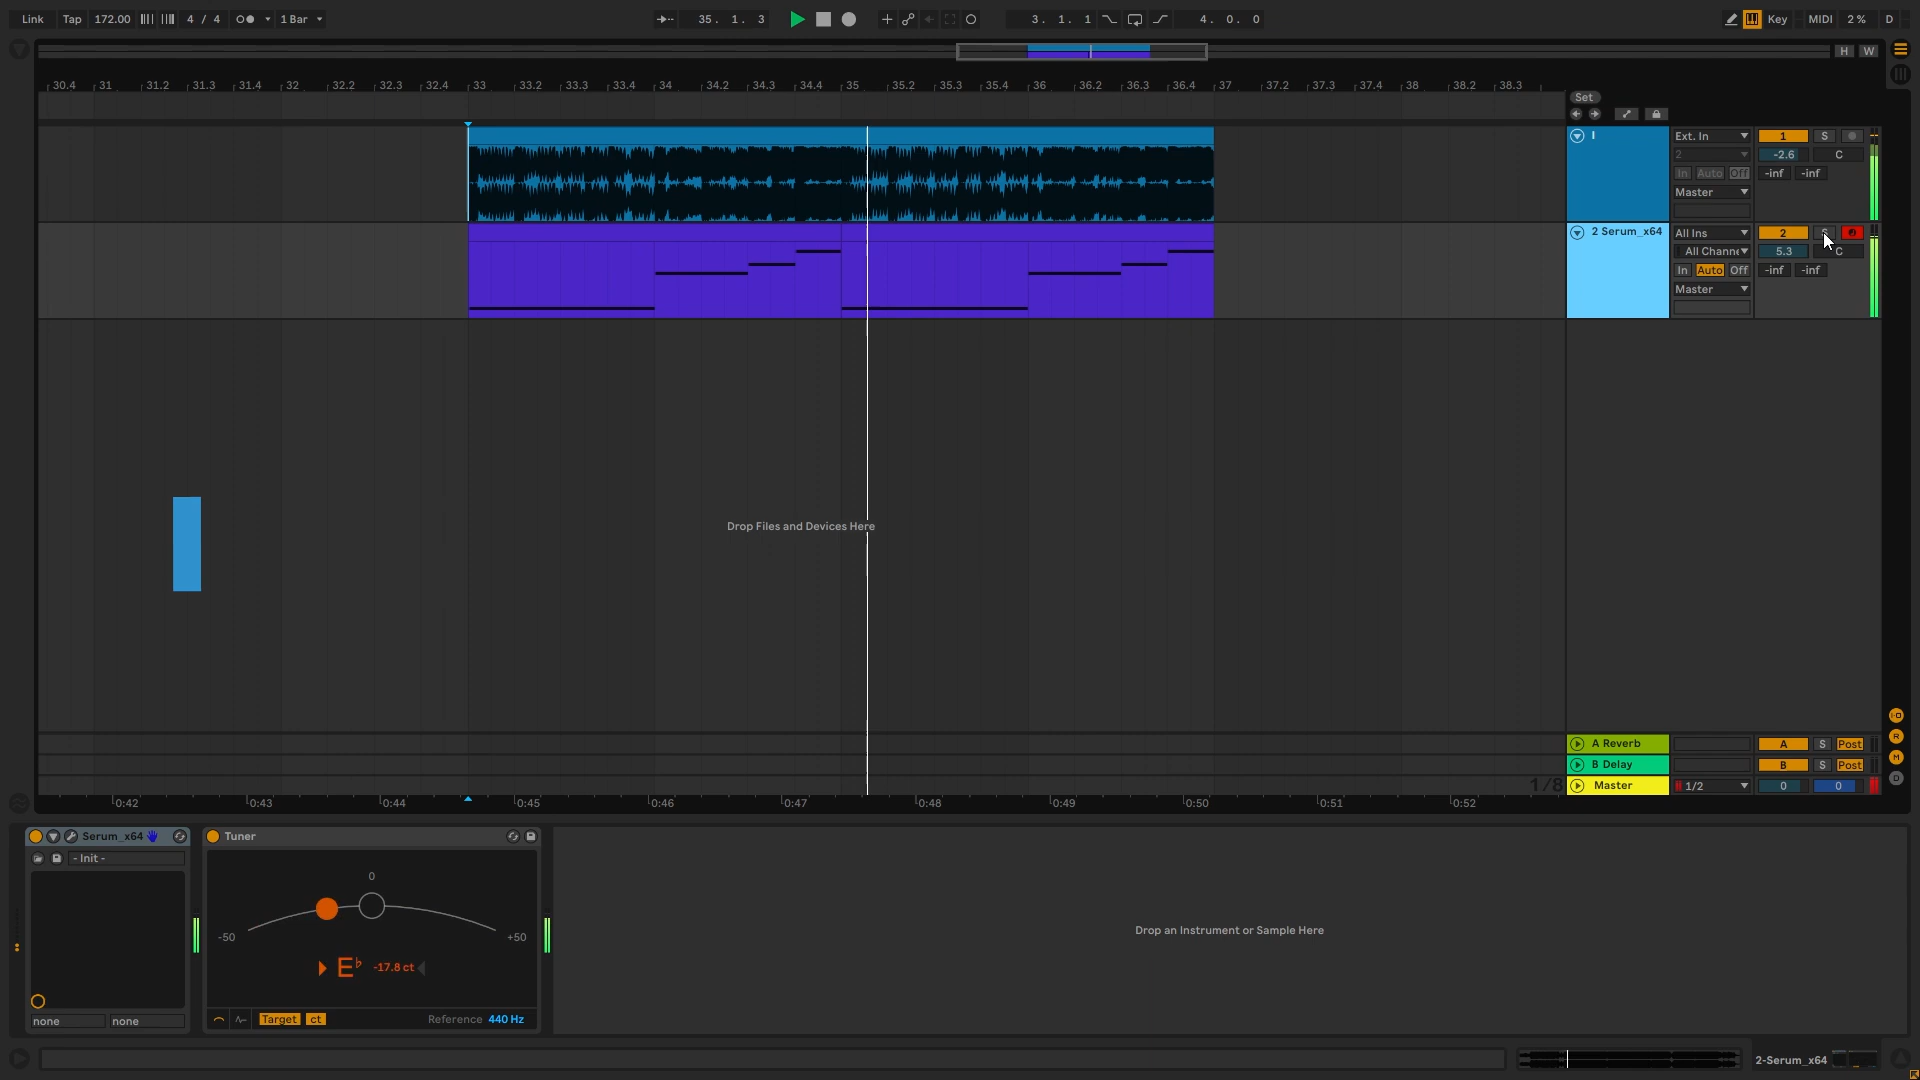 Link Tap 172.00 4 / 4 1 Bar 35. 1. 3 3. 1. 1 4. 0. 0 Key MIDI 2 % D
H W
30.4 31 31.2 31.3 31.4 32 32.2 32.3 32.4 33 33.2 33.3 33.4 34 34.2 34.3 34.4 35 35.2 35.3 35.4 36 36.2 36.3 36.4 37 37.2 37.3 37.4 38 38.2 38.3
Set
I Ext. In 1 S
2 -2.6 C
In Auto Off -inf -inf
Master
2 Serum_x64 All Ins 2 S
All Channe 5.3 C
In Auto Off -inf -inf
Master
Drop Files and Devices Here
A Reverb A S Post
B Delay B S Post
1/8 Master 1/2 0 0
0:42 0:43 0:44 0:45 0:46 0:47 0:48 0:49 0:50 0:51 0:52
I-O
R
M
D
Serum_x64 Tuner
- Init -
0
-50 +50
E♭ -17.8 ct
Drop an Instrument or Sample Here
none none Target ct Reference 440 Hz
2-Serum_x64